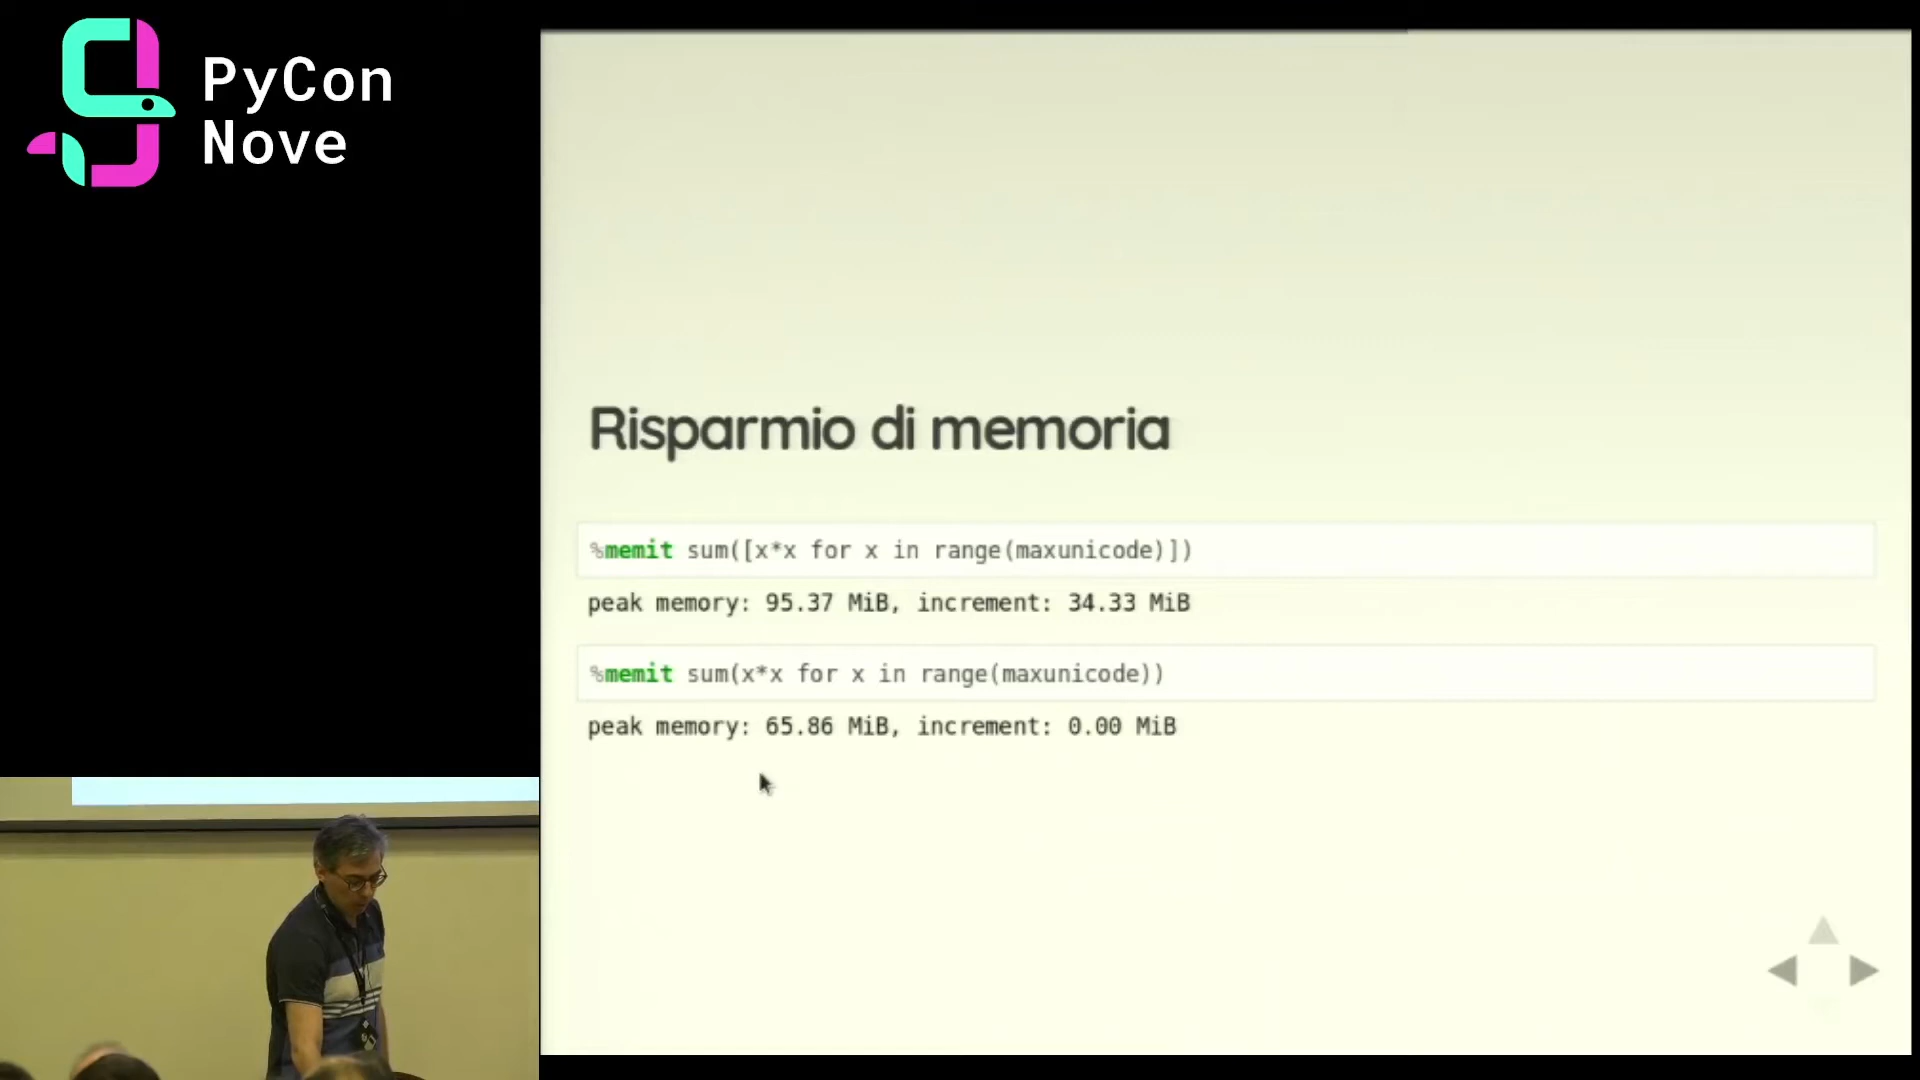 PyCon
Nove
Risparmio di memoria
%memit sum([x*x for x in range(maxunicode)])
peak memory: 95.37 MiB, increment: 34.33 MiB
%memit sum(x*x for x in range(maxunicode))
peak memory: 65.86 MiB, increment: 0.00 MiB